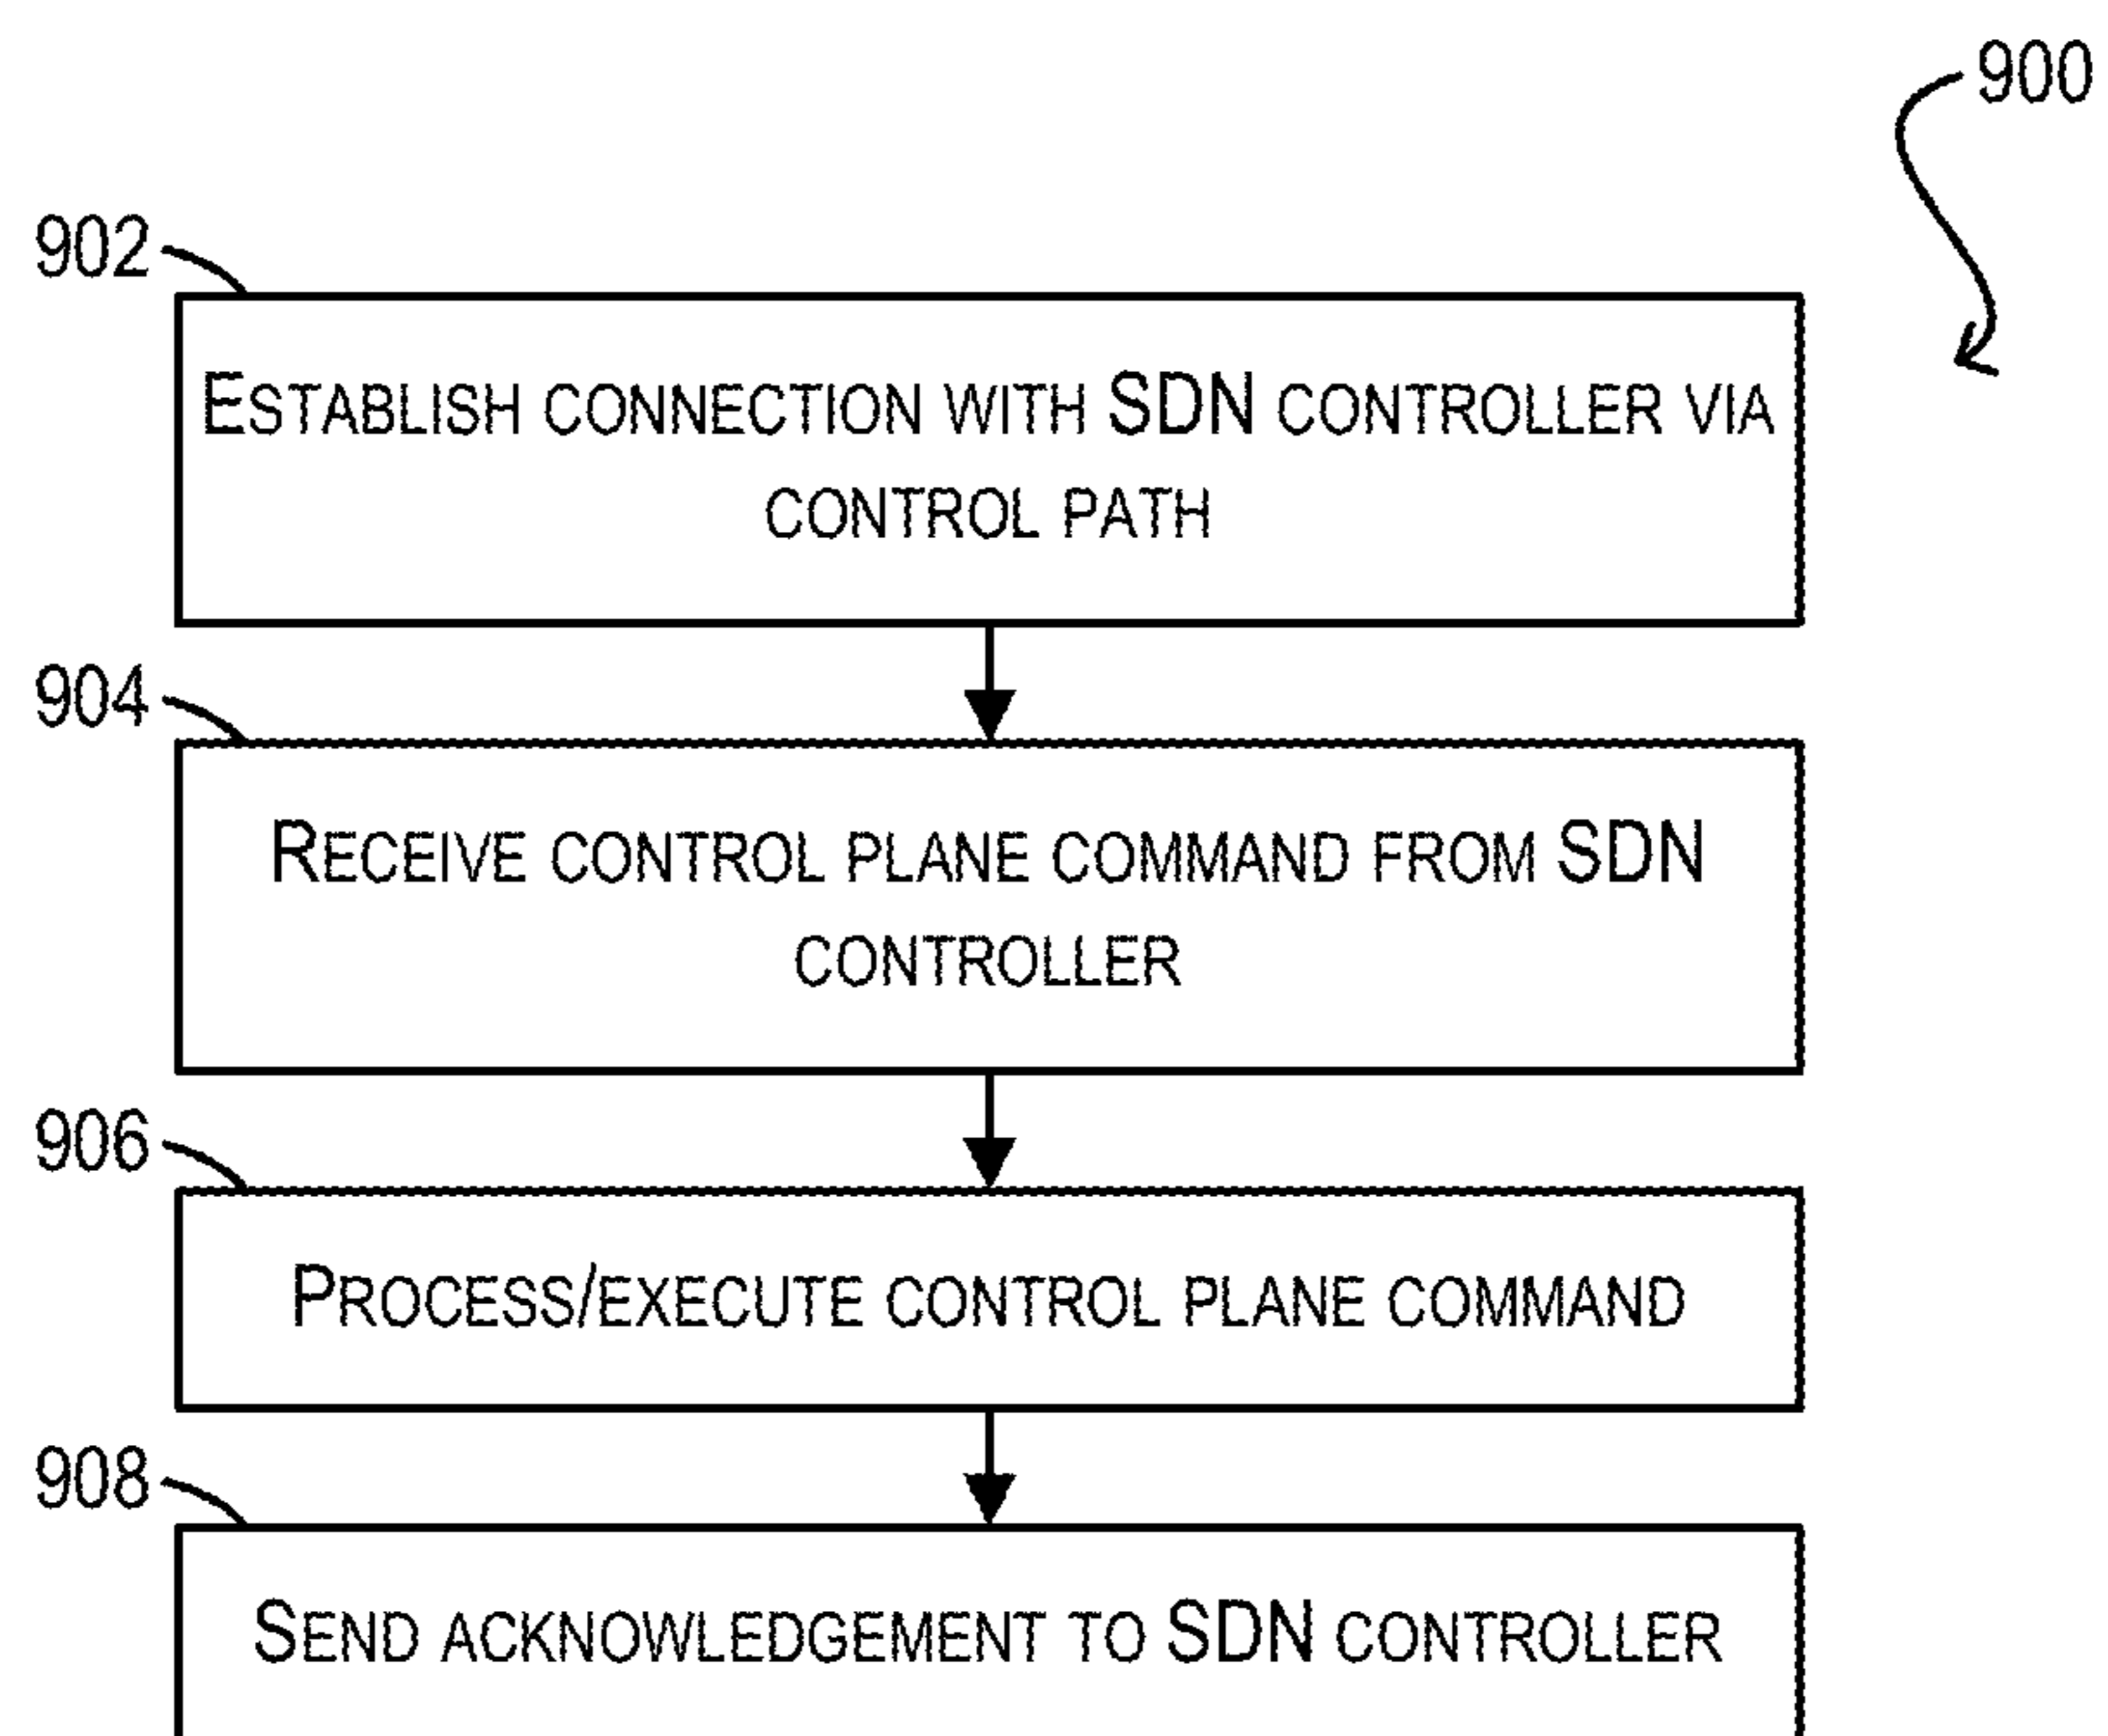 900
902
ESTABLISH CONNECTION WITH SDN CONTROLLER VIA
CONTROL PATH
904
RECEIVE CONTROL PLANE COMMAND FROM SDN
CONTROLLER
906
PROCESS/EXECUTE CONTROL PLANE COMMAND
908
SEND ACKNOWLEDGEMENT TO SDN CONTROLLER